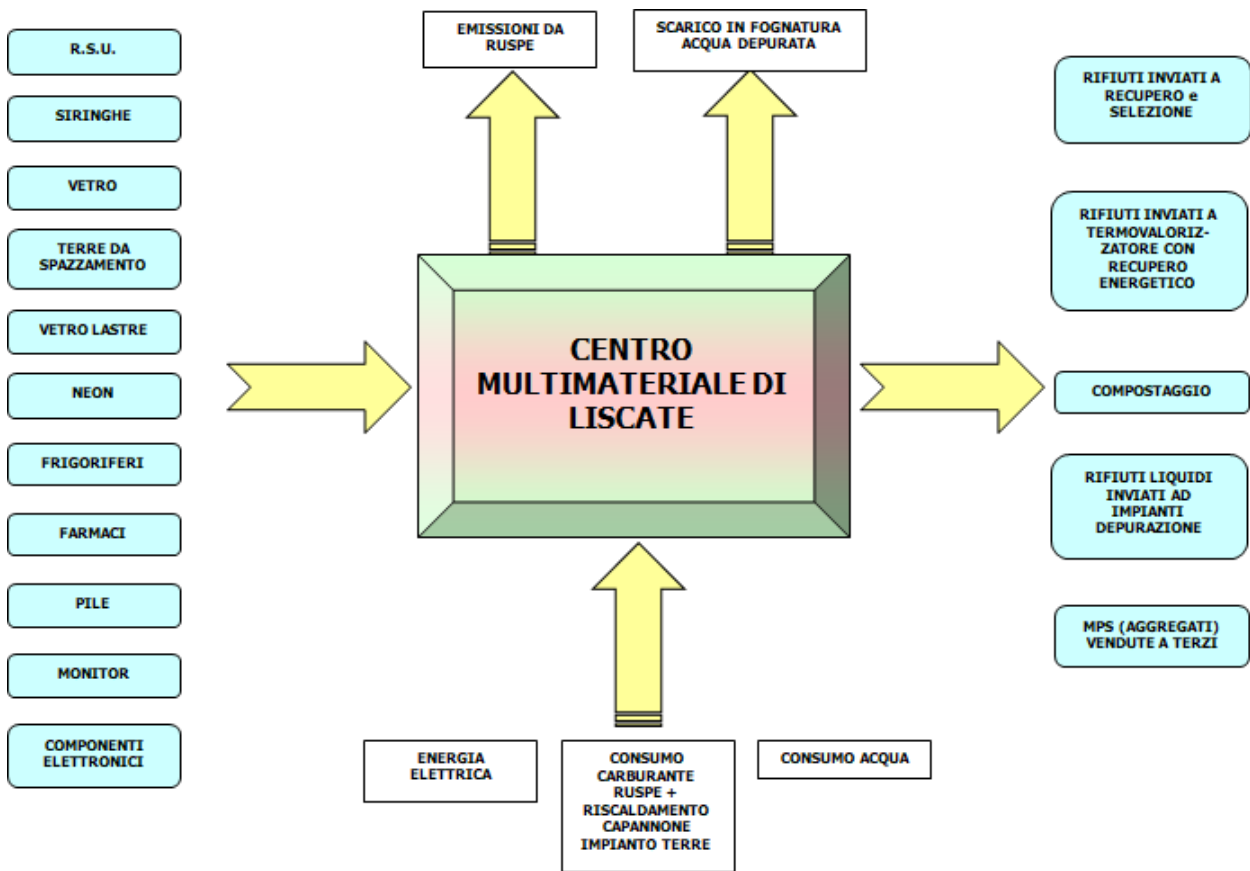 EMISSIONI DA
RUSPE
SCARICO IN FOGNATURA
ACQUA DEPURATA
R.S.U.
SIRINGHE
VETRO
TERRE DA
SPAZZAMENTO
VETRO LASTRE
NEON
FRIGORIFERI
FARMACI
PILE
MONITOR
COMPONENTI
ELETTRONICI
CENTRO
MULTIMATERIALE DI
LISCATE
RIFIUTI INVIATI A
RECUPERO e
SELEZIONE
RIFIUTI INVIATI A
TERMOVALORIZ-
ZATORE CON
RECUPERO
ENERGETICO
COMPOSTAGGIO
RIFIUTI LIQUIDI
INVIATI AD
IMPIANTI
DEPURAZIONE
MPS (AGGREGATI)
VENDUTE A TERZI
ENERGIA
ELETTRICA
CONSUMO
CARBURANTE
RUSPE +
RISCALDAMENTO
CAPANNONE
IMPIANTO TERRE
CONSUMO ACQUA